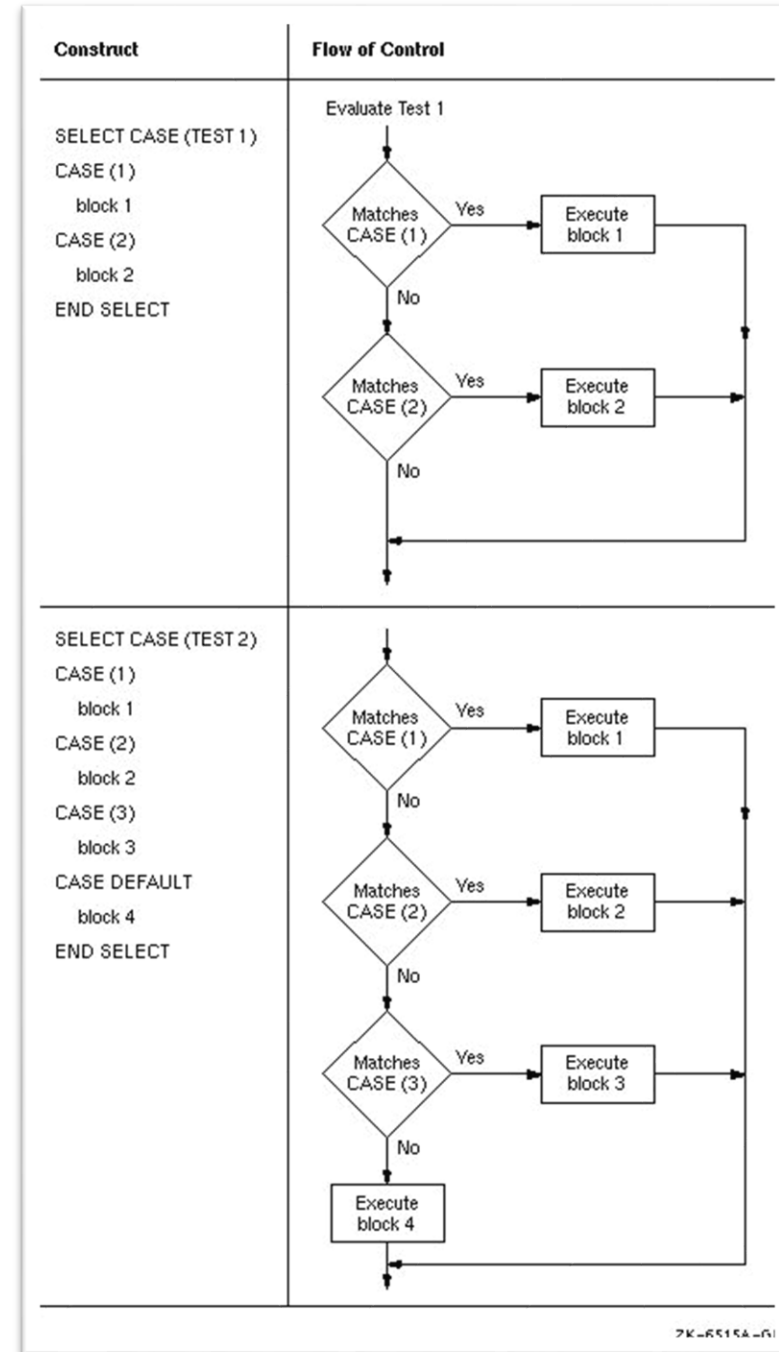 Construct
Flow of Control
SELECT CASE (TEST 1)
CASE (1)
block 1
CASE (2)
block 2
END SELECT
Evaluate Test 1
Matches
CASE (1)
Yes
Execute
block 1
No
Matches
CASE (2)
Yes
Execute
block 2
No
SELECT CASE (TEST 2)
CASE (1)
block 1
CASE (2)
block 2
CASE (3)
block 3
CASE DEFAULT
block 4
END SELECT
Matches
CASE (1)
Yes
Execute
block 1
No
Matches
CASE (2)
Yes
Execute
block 2
No
Matches
CASE (3)
Yes
Execute
block 3
No
Execute
block 4